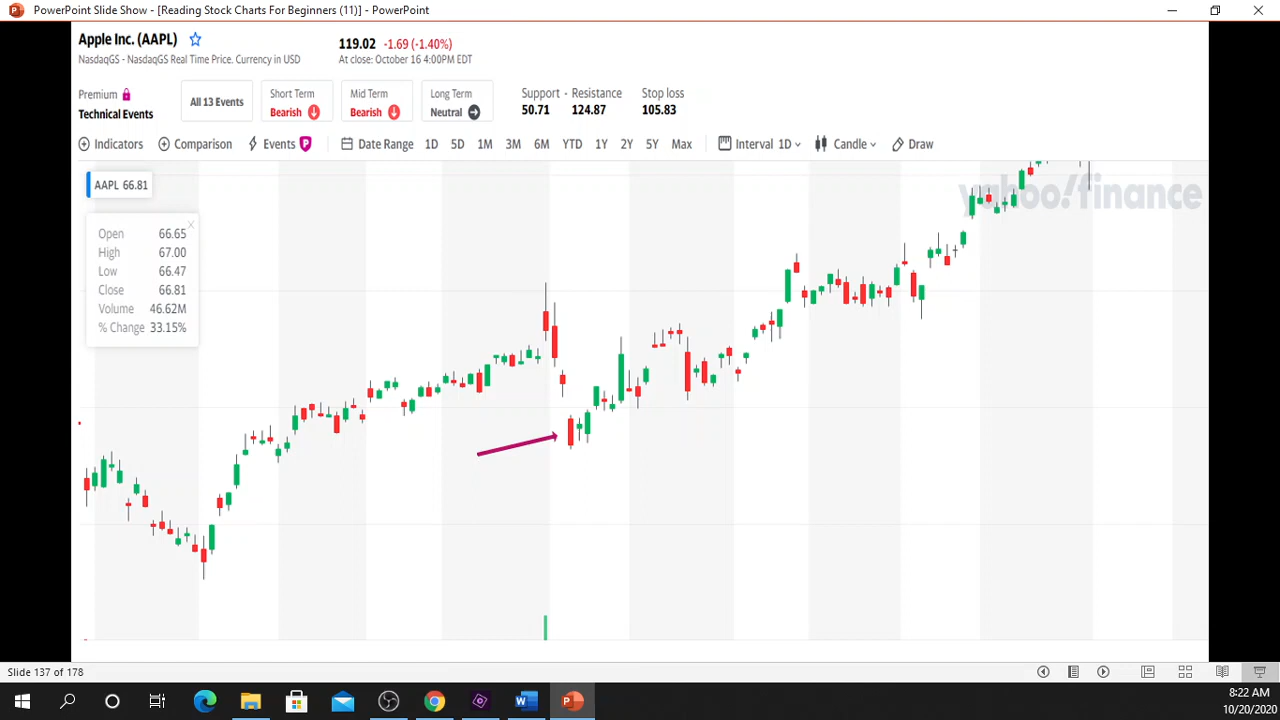 PowerPoint Slide Show - [Reading Stock Charts For Beginners (11)] - PowerPoint
Apple Inc. (AAPL)
NasdaqGS - NasdaqGS Real Time Price. Currency in USD
119.02 -1.69 (-1.40%)
At close: October 16 4:00PM EDT
Premium
Technical Events
All 13 Events
Short Term
Bearish
Mid Term
Bearish
Long Term
Neutral
Support - Resistance
50.71 124.87
Stop loss
105.83
Indicators Comparison Events P Date Range 1D 5D 1M 3M 6M YTD 1Y 2Y 5Y Max Interval 1D Candle Draw
AAPL 66.81
yahoo!finance
Open 66.65
High 67.00
Low 66.47
Close 66.81
Volume 46.62M
% Change 33.15%
Slide 137 of 178
8:22 AM
10/20/2020